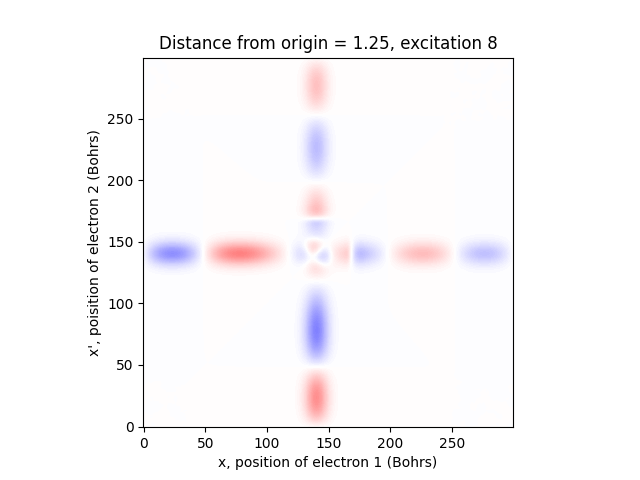 Distance from origin = 1.25, excitation 8
250
200
150
100
50
0
0 50 100 150 200 250
x', poisition of electron 2 (Bohrs)
x, position of electron 1 (Bohrs)